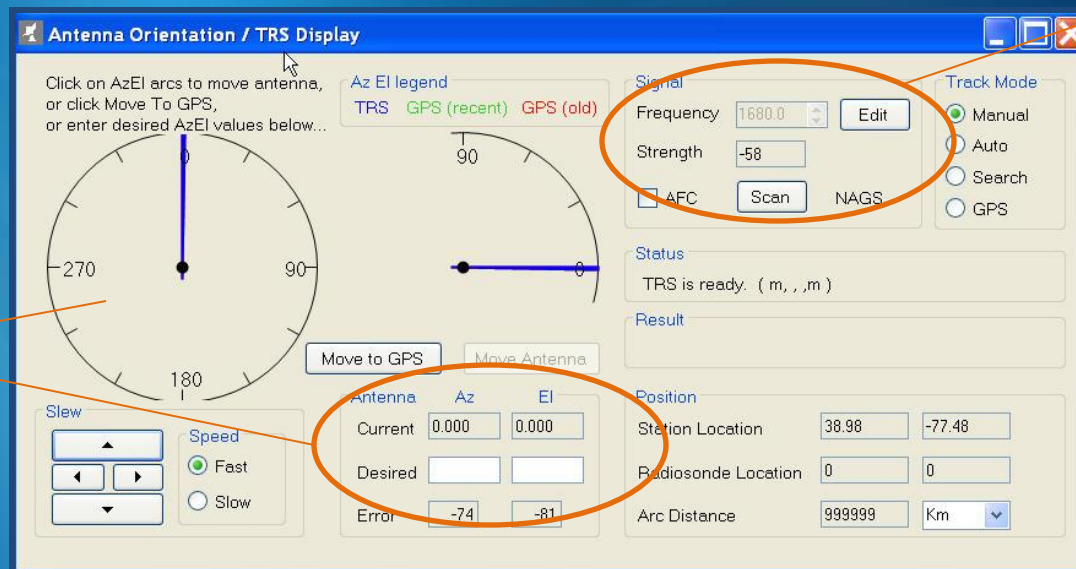 Antenna Orientation / TRS Display
Click on AzEl arcs to move antenna,
or click Move To GPS,
or enter desired AzEl values below...
Az El legend
TRS GPS (recent) GPS (old)
0
90
180
270
90
0
Move to GPS
Move Antenna
Slew
Speed
Fast
Slow
Antenna Az El
Current 0.000 0.000
Desired
Error -74 -81
Signal
Frequency 1680.0 Edit
Strength -58
AFC Scan NAGS
Track Mode
Manual
Auto
Search
GPS
Status
TRS is ready. ( m, , ,m )
Result
Position
Station Location 38.98 -77.48
Radiosonde Location 0 0
Arc Distance 999999 Km